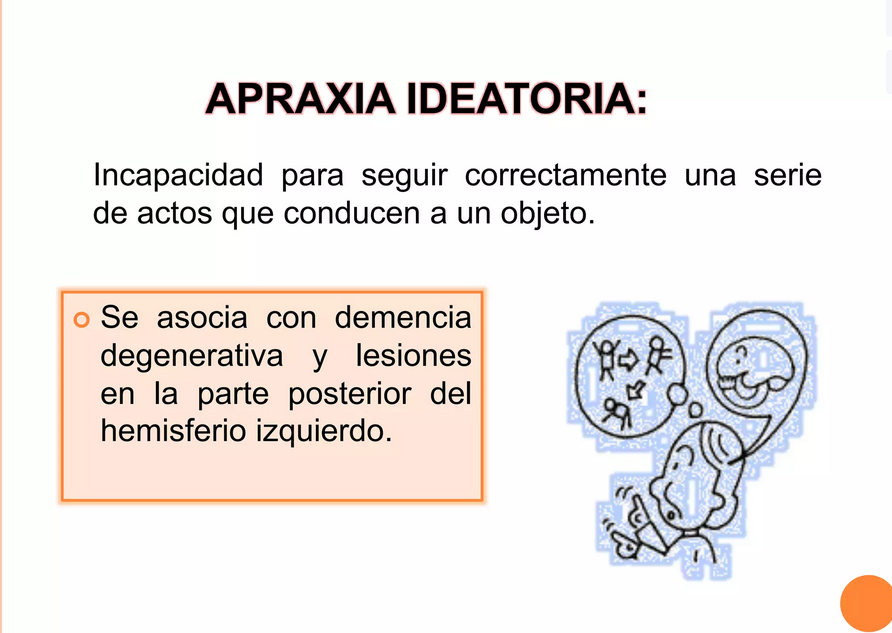 APRAXIA IDEATORIA:
Incapacidad para seguir correctamente una serie
de actos que conducen a un objeto.
Se asocia con demencia
degenerativa y lesiones
en la parte posterior del
hemisferio izquierdo.